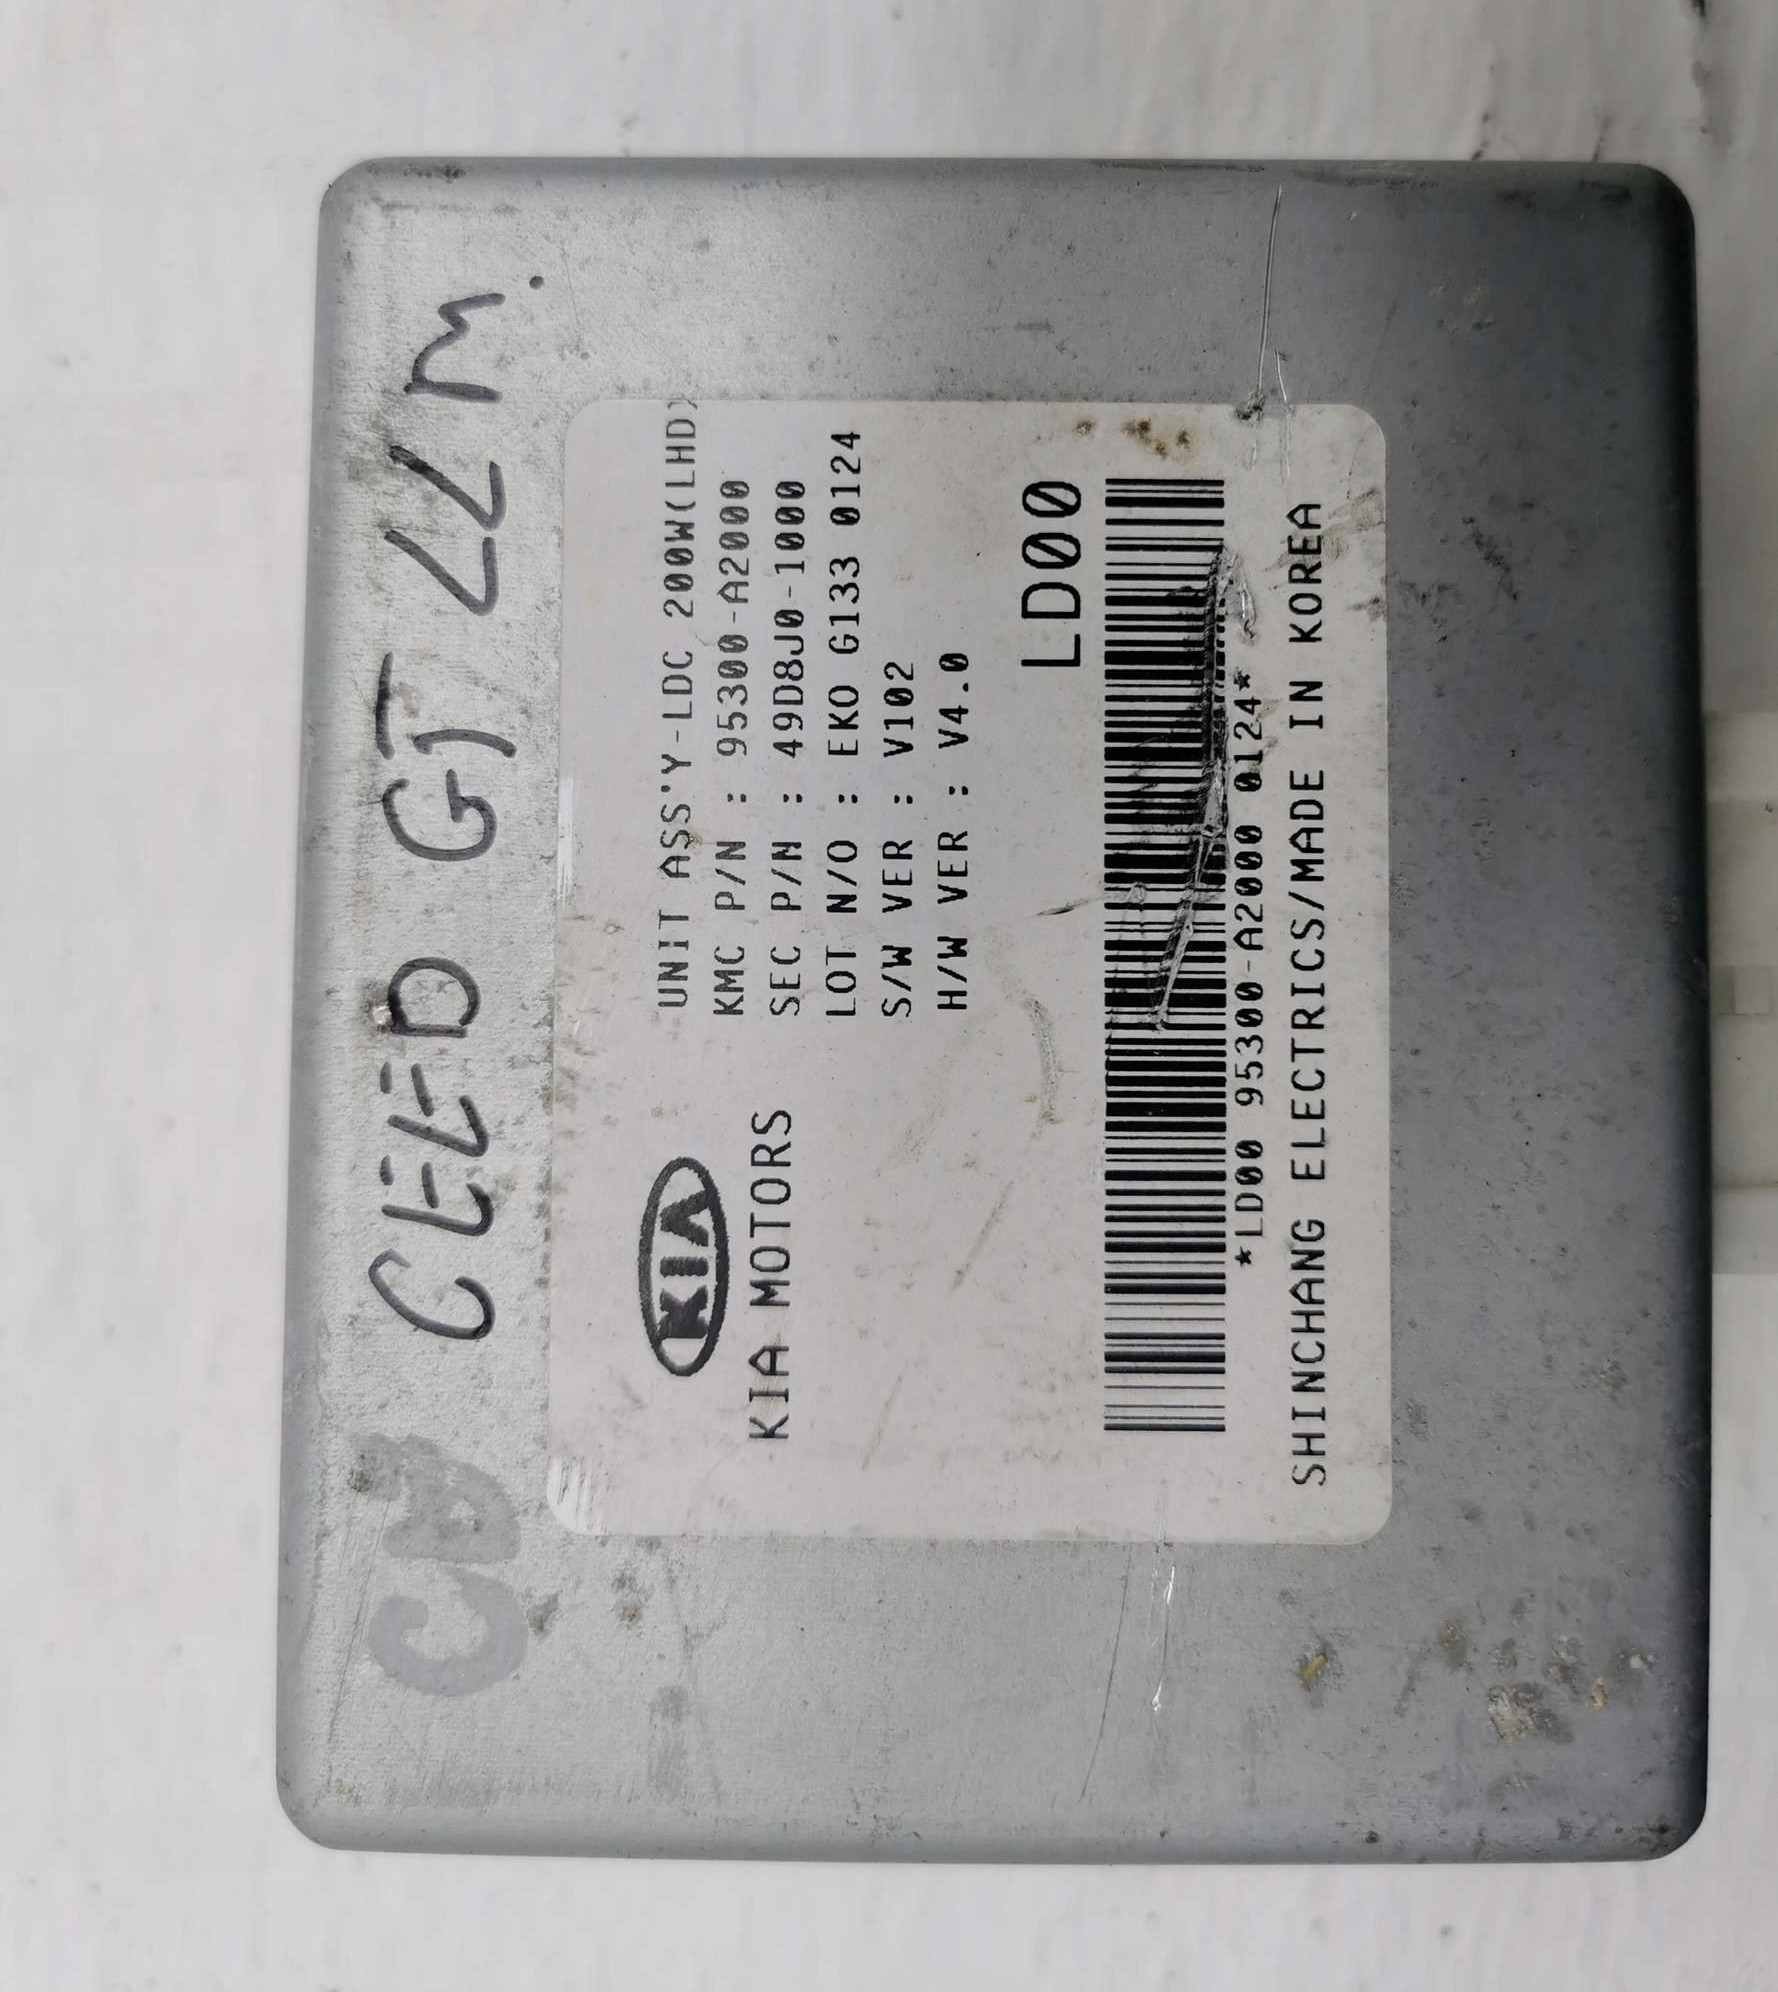 CEED GT
KIA
KIA MOTORS
UNIT ASS'Y-LDC 200W(LHD)
KMC P/N : 95300-A2000
SEC P/N : 49D8J0-1000
LOT N/O : EKO G133 0124
S/W VER : V102
H/W VER : V4.0
LD00
*LD00 95300-A2000 0124*
SHINCHANG ELECTRICS/MADE IN KOREA